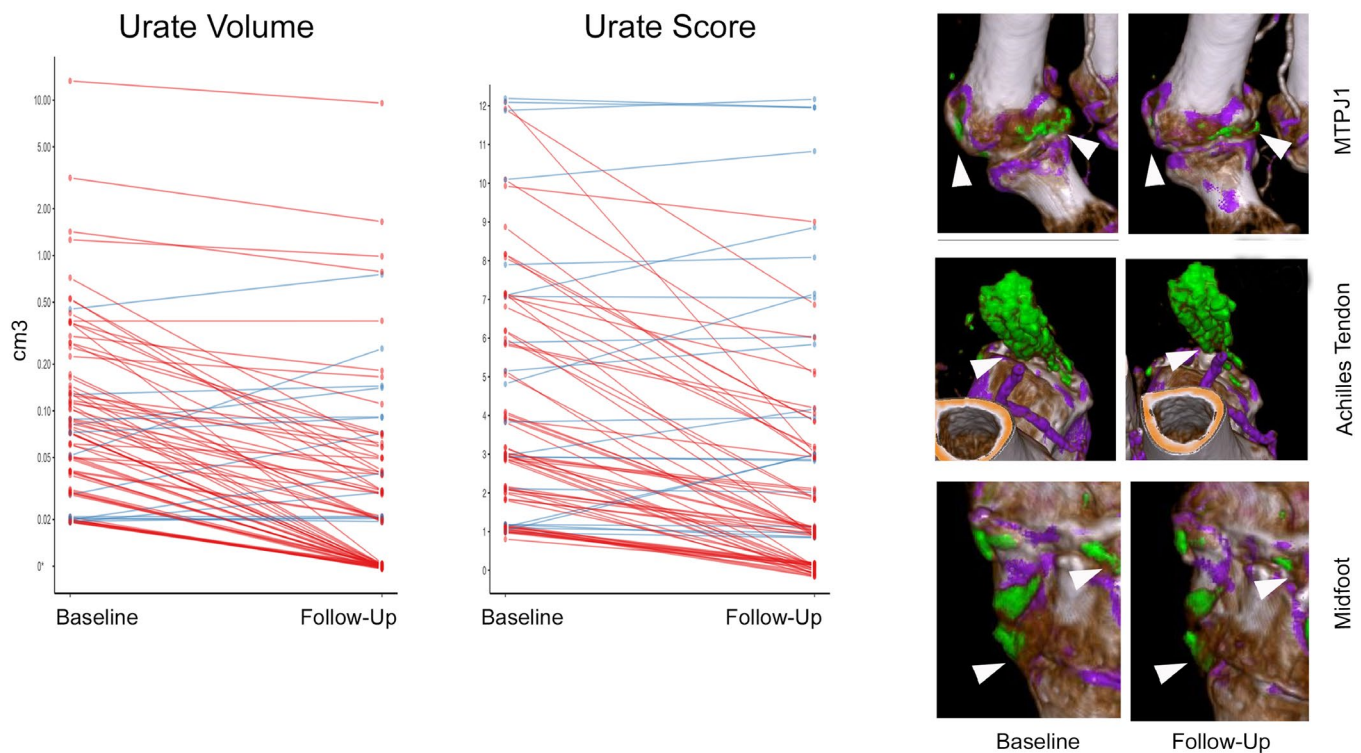 Urate Volume
Urate Score
cm3
10.00
5.00
2.00
1.00
0.50
0.20
0.10
0.05
0.02
0*
Baseline
Follow-Up
12
11
10
9
8
7
6
5
4
3
2
1
0
Baseline
Follow-Up
MTPJ1
Achilles Tendon
Midfoot
Baseline
Follow-Up